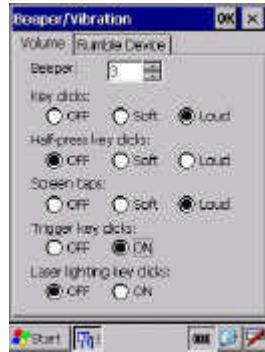 Beeper/Vibration OK ×
Volume Rumble Device
Beeper: 3
Key clicks:
OFF Soft Loud
Half-press key clicks:
OFF Soft Loud
Screen taps:
OFF Soft Loud
Trigger key clicks:
OFF ON
Laser lighting key clicks:
OFF ON
Start